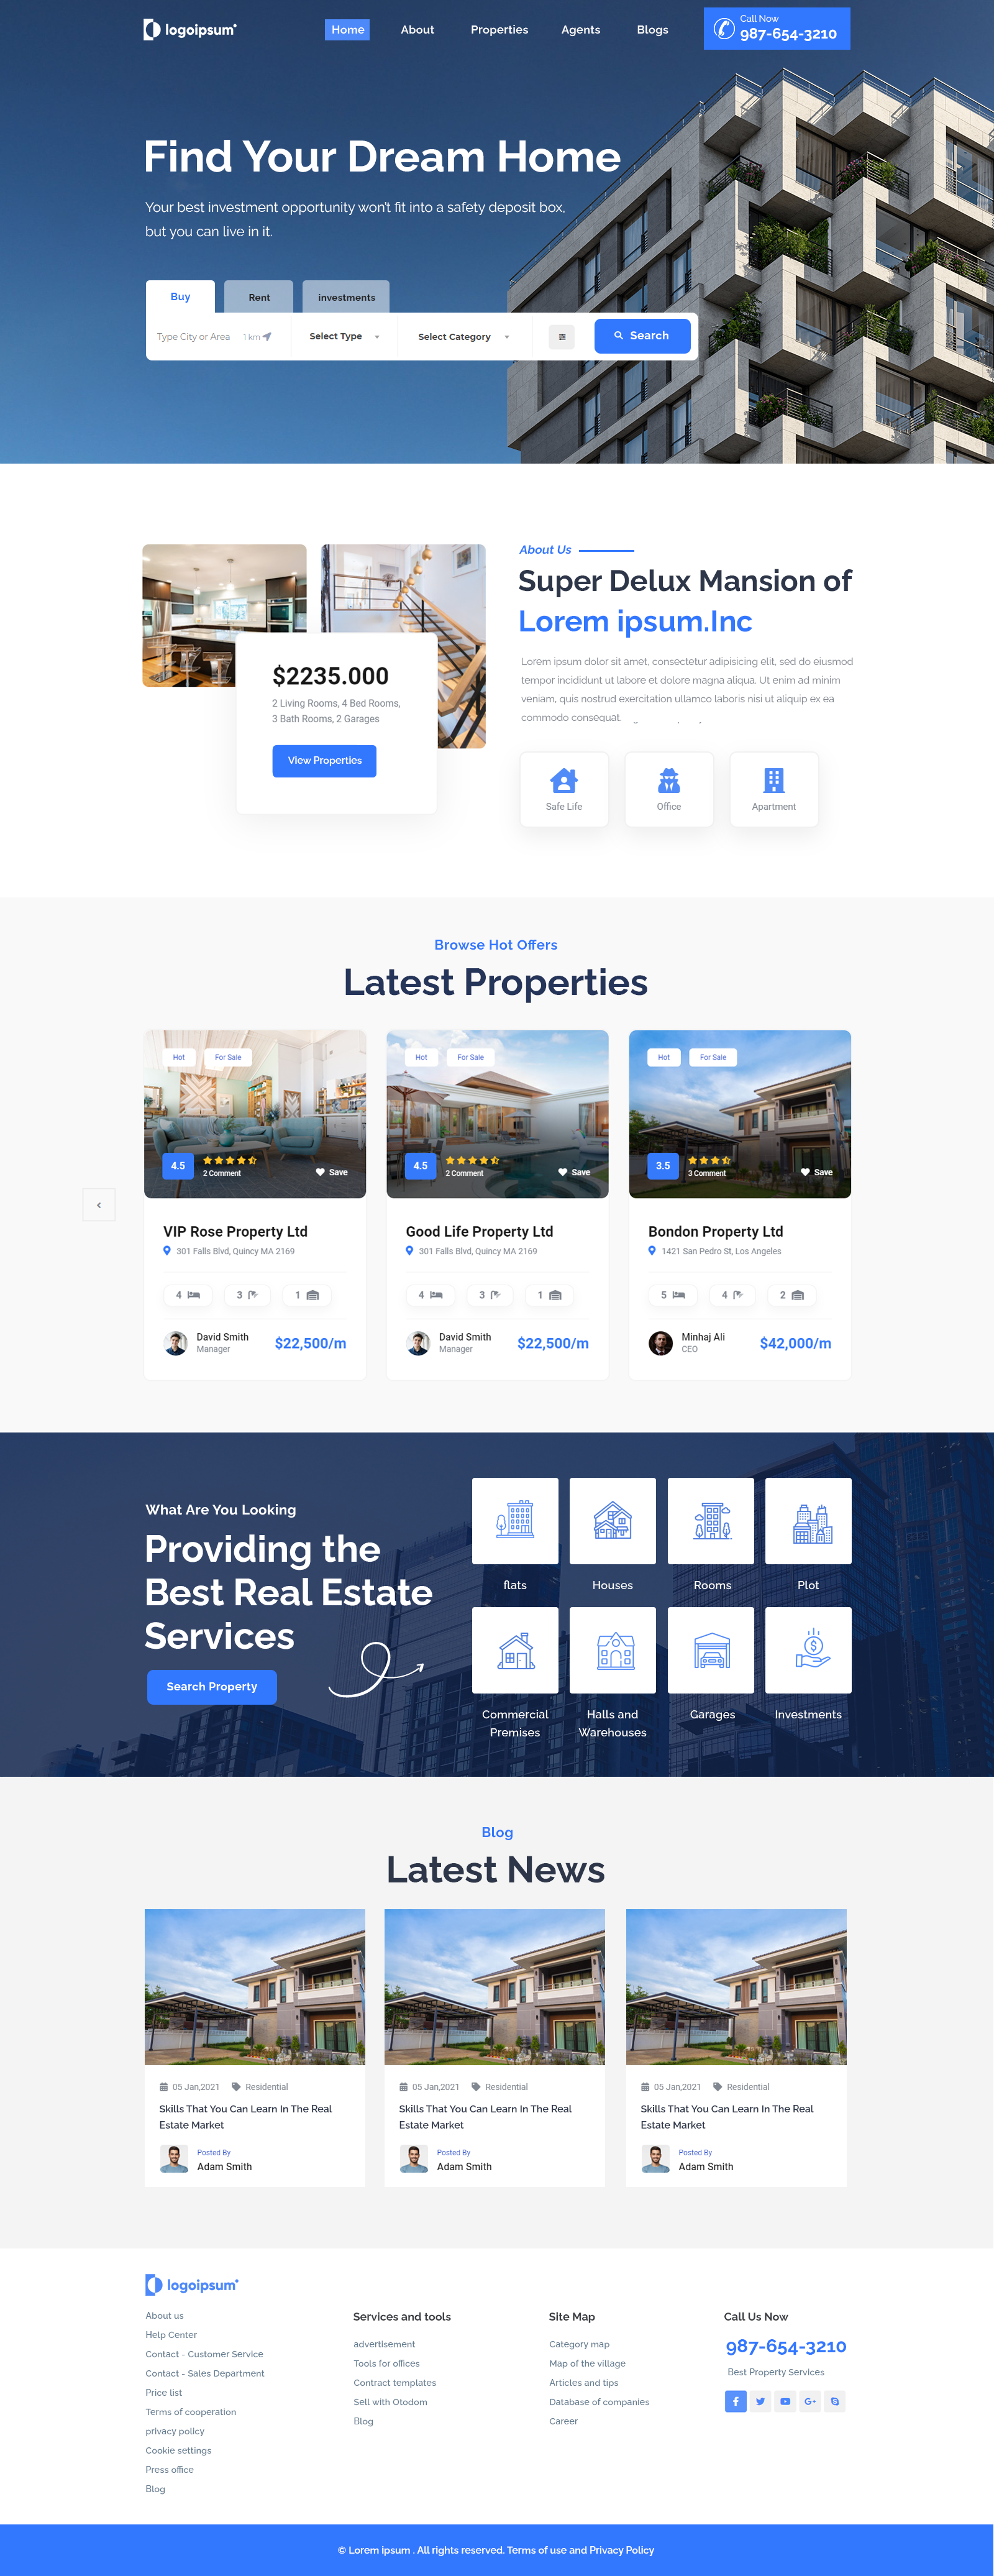 logoipsum
Home
About
Properties
Agents
Blogs
Call Now
987-654-3210
Find Your Dream Home
Your best investment opportunity won't fit into a safety deposit box,
but you can live in it.
Buy
Rent
investments
Type City or Area
1 km
Select Type
Select Category
Search
About Us
Super Delux Mansion of
Lorem ipsum.Inc
Lorem ipsum dolor sit amet, consectetur adipisicing elit, sed do eiusmod
tempor incididunt ut labore et dolore magna aliqua. Ut enim ad minim
veniam, quis nostrud exercitation ullamco laboris nisi ut aliquip ex ea
commodo consequat.
$2235.000
2 Living Rooms, 4 Bed Rooms,
3 Bath Rooms, 2 Garages
View Properties
Safe Life
Office
Apartment
Browse Hot Offers
Latest Properties
Hot
For Sale
4.5
2 Comment
Save
VIP Rose Property Ltd
301 Falls Blvd, Quincy MA 2169
4
3
1
David Smith
Manager
$22,500/m
Hot
For Sale
4.5
2 Comment
Save
Good Life Property Ltd
301 Falls Blvd, Quincy MA 2169
4
3
1
David Smith
Manager
$22,500/m
Hot
For Sale
3.5
3 Comment
Save
Bondon Property Ltd
1421 San Pedro St, Los Angeles
5
4
2
Minhaj Ali
CEO
$42,000/m
What Are You Looking
Providing the
Best Real Estate
Services
Search Property
flats
Houses
Rooms
Plot
Commercial
Premises
Halls and
Warehouses
Garages
Investments
Blog
Latest News
05 Jan,2021
Residential
Skills That You Can Learn In The Real
Estate Market
Posted By
Adam Smith
05 Jan,2021
Residential
Skills That You Can Learn In The Real
Estate Market
Posted By
Adam Smith
05 Jan,2021
Residential
Skills That You Can Learn In The Real
Estate Market
Posted By
Adam Smith
logoipsum
About us
Help Center
Contact - Customer Service
Contact - Sales Department
Price list
Terms of cooperation
privacy policy
Cookie settings
Press office
Blog
Services and tools
advertisement
Tools for offices
Contract templates
Sell with Otodom
Blog
Site Map
Category map
Map of the village
Articles and tips
Database of companies
Career
Call Us Now
987-654-3210
Best Property Services
© Lorem ipsum . All rights reserved. Terms of use and Privacy Policy